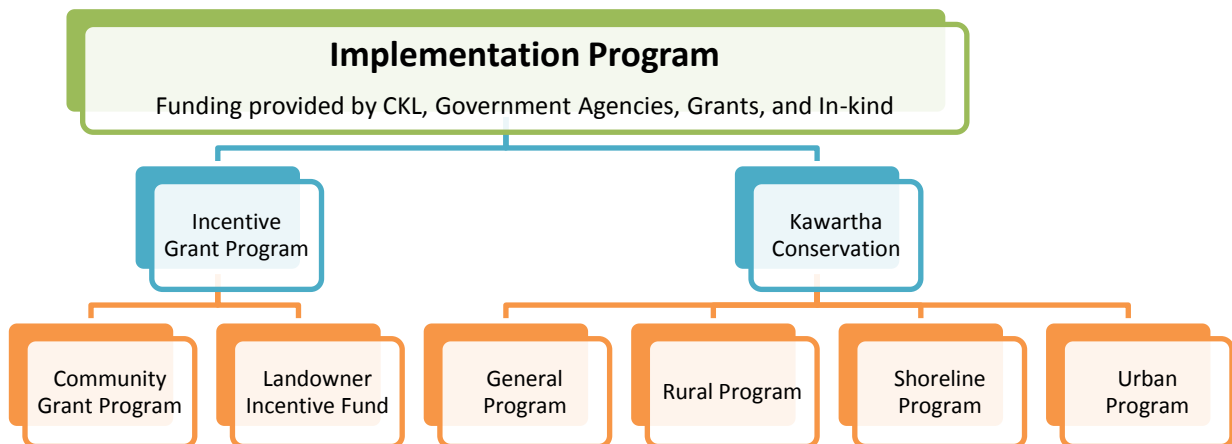 Implementation Program
Funding provided by CKL, Government Agencies, Grants, and In-kind
Incentive
Grant Program
Kawartha
Conservation
Community
Grant Program
Landowner
Incentive Fund
General
Program
Rural Program
Shoreline
Program
Urban
Program